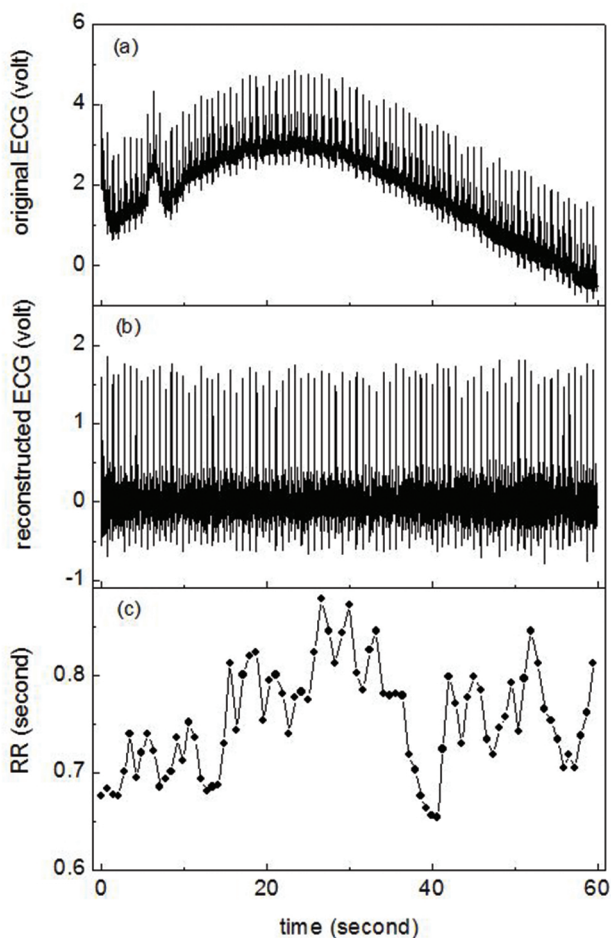 6
(a)
4
2
0
original ECG (volt)
(b)
2
1
0
-1
reconstructed ECG (volt)
(c)
0.8
0.7
0.6
RR (second)
0
20
40
60
time (second)